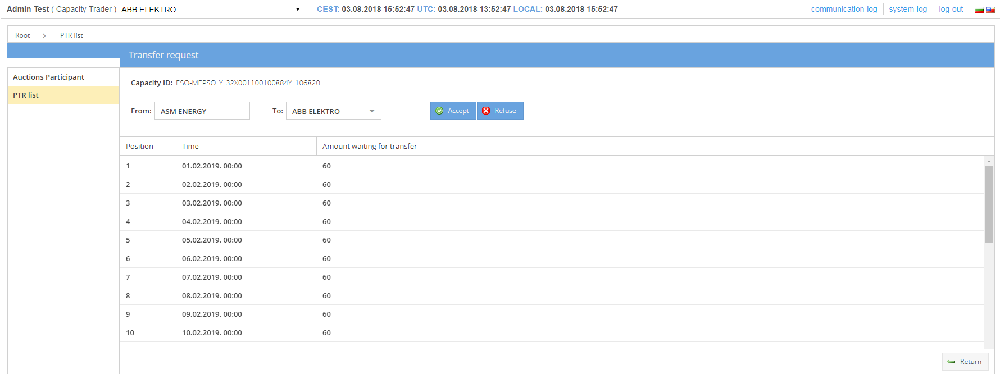 Admin Test ( Capacity Trader ) ABB ELEKTRO CEST: 03.08.2018 15:52:47 UTC: 03.08.2018 13:52:47 LOCAL: 03.08.2018 15:52:47 communication-log system-log log-out
Root > PTR list
Transfer request
Auctions Participant
PTR list
Capacity ID: ESO-MEPSO_Y_32X001100100884Y_106820
From: ASM ENERGY To: ABB ELEKTRO Accept Refuse
Position Time Amount waiting for transfer
1 01.02.2019. 00:00 60
2 02.02.2019. 00:00 60
3 03.02.2019. 00:00 60
4 04.02.2019. 00:00 60
5 05.02.2019. 00:00 60
6 06.02.2019. 00:00 60
7 07.02.2019. 00:00 60
8 08.02.2019. 00:00 60
9 09.02.2019. 00:00 60
10 10.02.2019. 00:00 60
Return